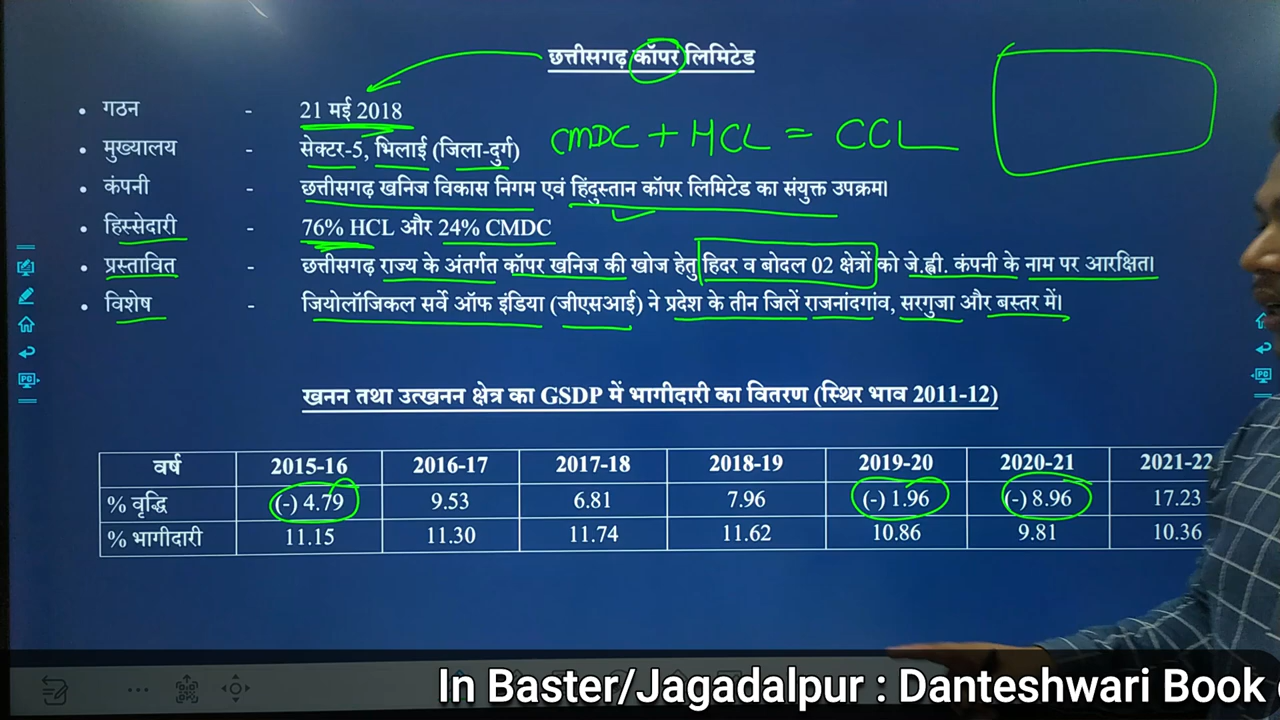 छत्तीसगढ़ कॉपर लिमिटेड
• गठन - 21 मई 2018
• मुख्यालय - सेक्टर-5, भिलाई (जिला-दुर्ग)
CMDC + HCL = CCL
• कंपनी - छत्तीसगढ़ खनिज विकास निगम एवं हिंदुस्तान कॉपर लिमिटेड का संयुक्त उपक्रम।
• हिस्सेदारी - 76% HCL और 24% CMDC
• प्रस्तावित - छत्तीसगढ़ राज्य के अंतर्गत कॉपर खनिज की खोज हेतु हिदर व बोदल 02 क्षेत्रों को जे.व्ही. कंपनी के नाम पर आरक्षित।
• विशेष - जियोलॉजिकल सर्वे ऑफ इंडिया (जीएसआई) ने प्रदेश के तीन जिलें राजनांदगांव, सरगुजा और बस्तर में।
खनन तथा उत्खनन क्षेत्र का GSDP में भागीदारी का वितरण (स्थिर भाव 2011-12)
वर्ष 2015-16 2016-17 2017-18 2018-19 2019-20 2020-21 2021-22
% वृद्धि (-) 4.79 9.53 6.81 7.96 (-) 1.96 (-) 8.96 17.23
% भागीदारी 11.15 11.30 11.74 11.62 10.86 9.81 10.36
In Baster/Jagadalpur : Danteshwari Book